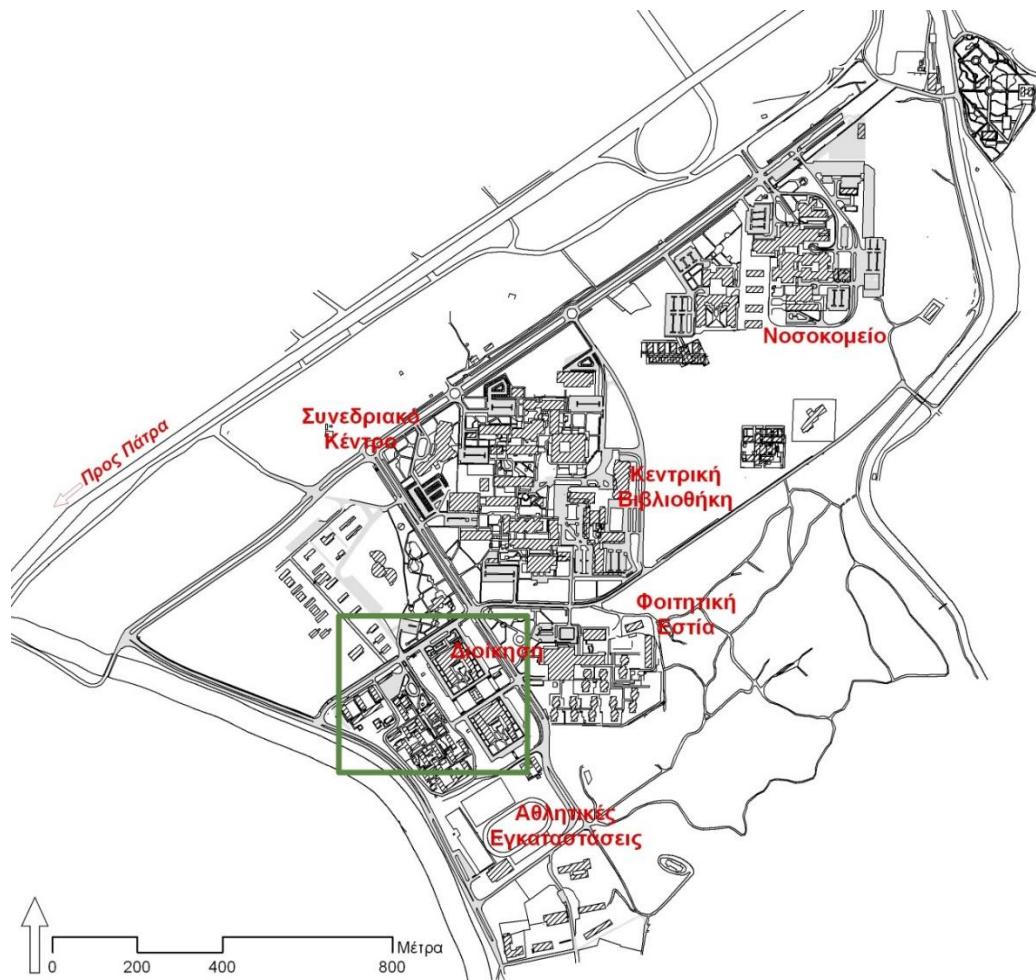 Νοσοκομείο
Συνεδριακό
Κέντρο
Προς Πάτρα
Κεντρική
Βιβλιοθήκη
Φοιτητική
Εστία
Διοίκηση
Αθλητικές
Εγκαταστάσεις
Μέτρα
0 200 400 800